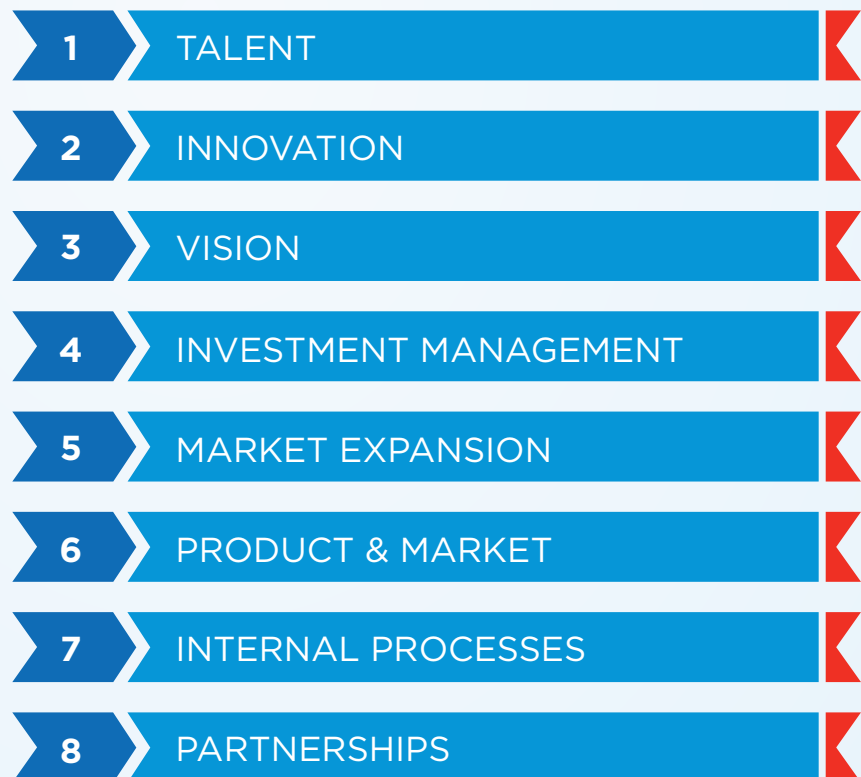 1 TALENT
2 INNOVATION
3 VISION
4 INVESTMENT MANAGEMENT
5 MARKET EXPANSION
6 PRODUCT & MARKET
7 INTERNAL PROCESSES
8 PARTNERSHIPS